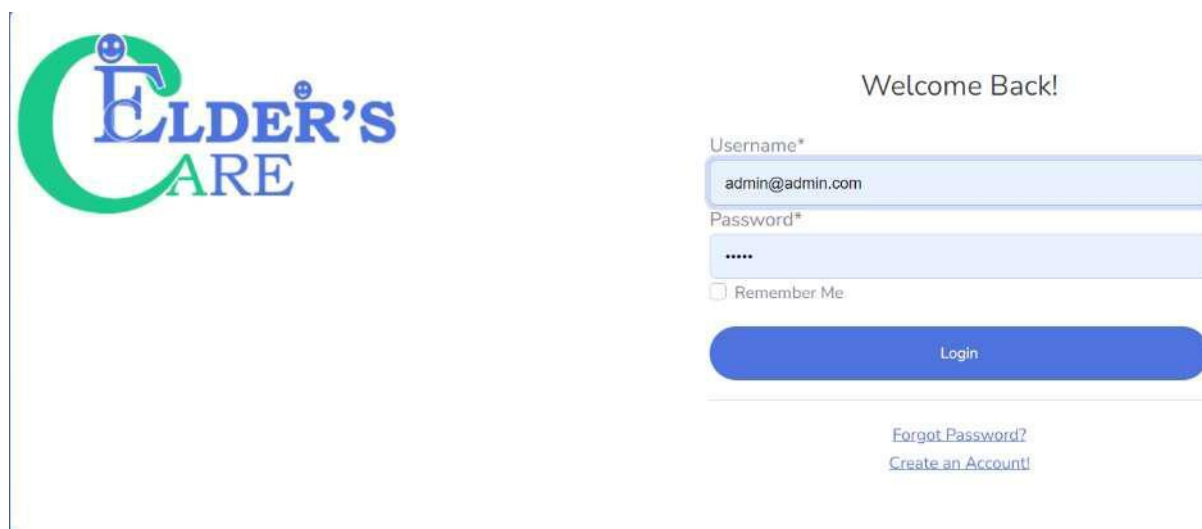 ELDER'S
CARE
Welcome Back!
Username*
admin@admin.com
Password*
•••••
Remember Me
Login
Forgot Password?
Create an Account!